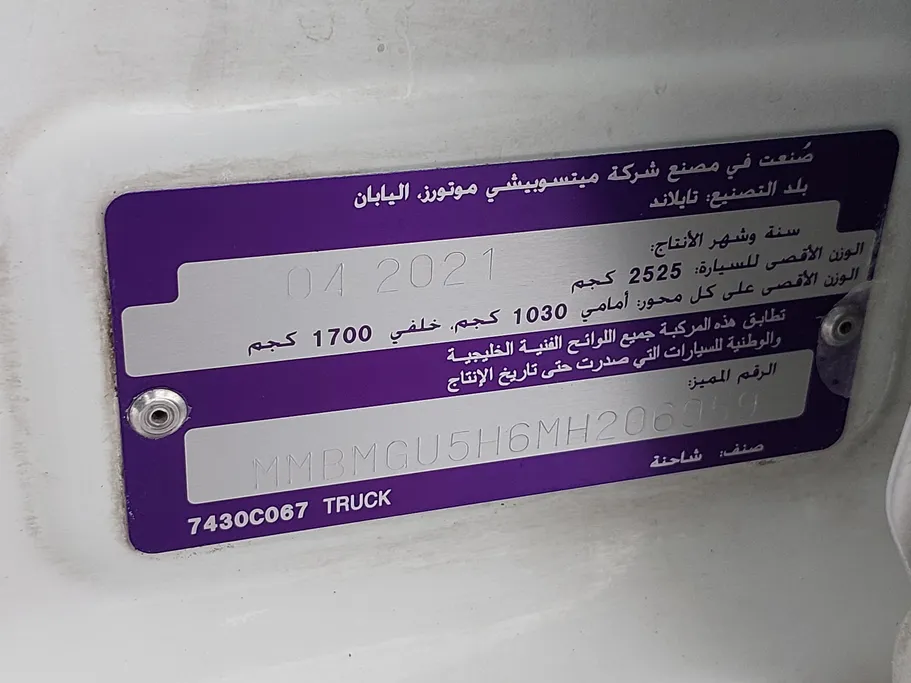 صُنعت في مصنع شركة ميتسوبيشي موتورز، اليابان
بلد التصنيع: تايلاند
سنة وشهر الأنتاج: 04 2021
الوزن الأقصى للسيارة: 2525 كجم
الوزن الأقصى على كل محور: أمامي 1030 كجم، خلفي 1700 كجم
تطابق هذه المركبة جميع اللوائح الفنية الخليجية
والوطنية للسيارات التي صدرت حتى تاريخ الإنتاج
الرقم المميز:
صنف: شاحنة
7430C067 TRUCK